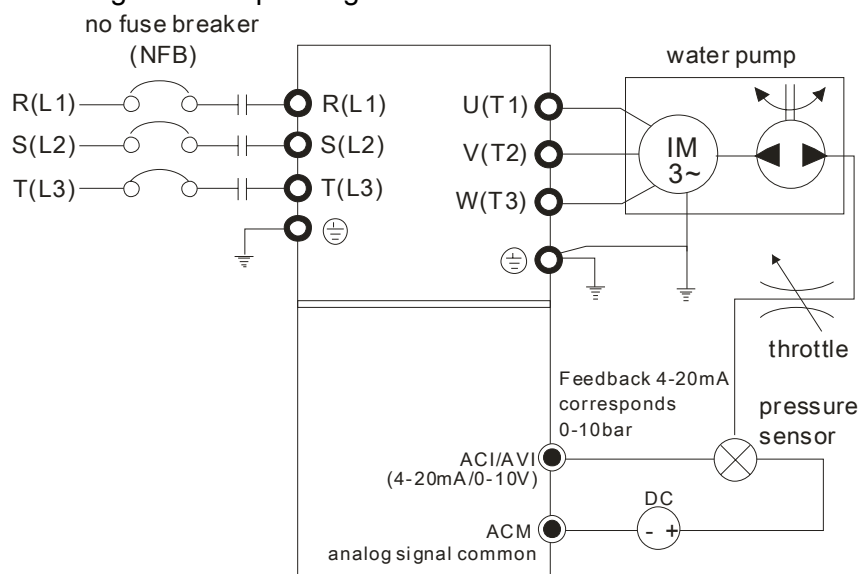 no fuse breaker
(NFB)
water pump
R(L1)
R(L1)
U(T1)
S(L2)
S(L2)
V(T2)
IM
3~
T(L3)
T(L3)
W(T3)
throttle
Feedback 4-20mA
corresponds
0-10bar
pressure
sensor
ACI/AVI
(4-20mA/0-10V)
DC
- +
ACM
analog signal common